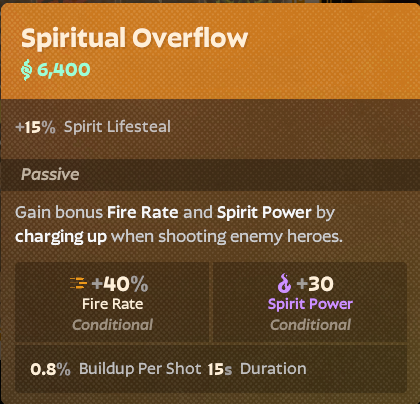 Spiritual Overflow
6,400
+15% Spirit Lifesteal
Passive
Gain bonus Fire Rate and Spirit Power by
charging up when shooting enemy heroes.
+40%
Fire Rate
Conditional
+30
Spirit Power
Conditional
0.8% Buildup Per Shot 15s Duration